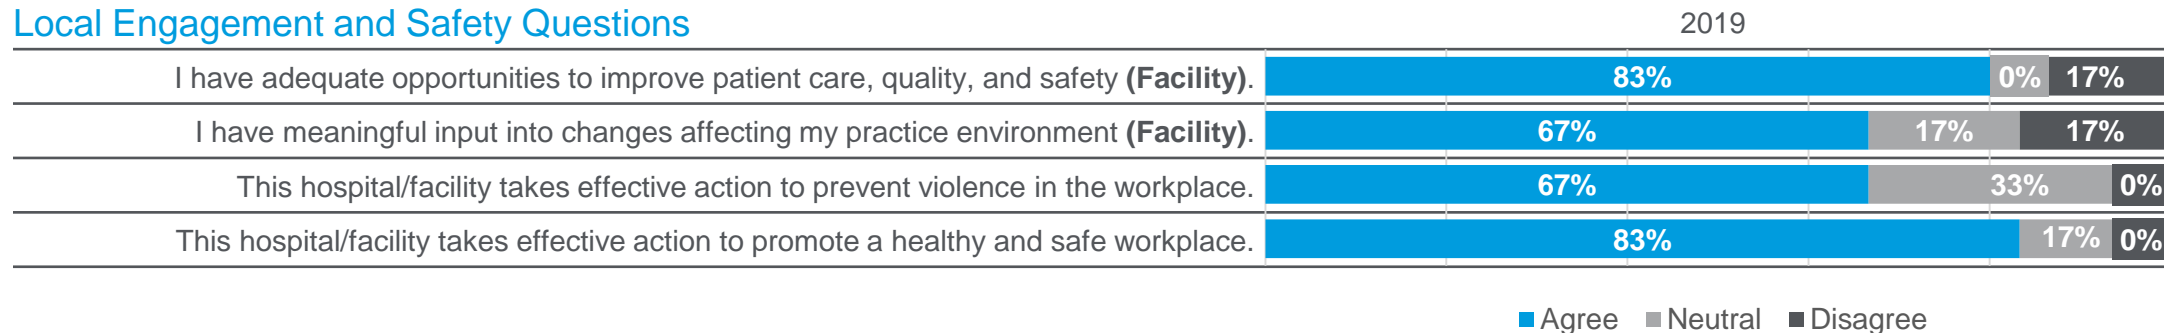 Local Engagement and Safety Questions 2019
I have adequate opportunities to improve patient care, quality, and safety (Facility). 83% 0% 17%
I have meaningful input into changes affecting my practice environment (Facility). 67% 17% 17%
This hospital/facility takes effective action to prevent violence in the workplace. 67% 33% 0%
This hospital/facility takes effective action to promote a healthy and safe workplace. 83% 17% 0%
Agree Neutral Disagree